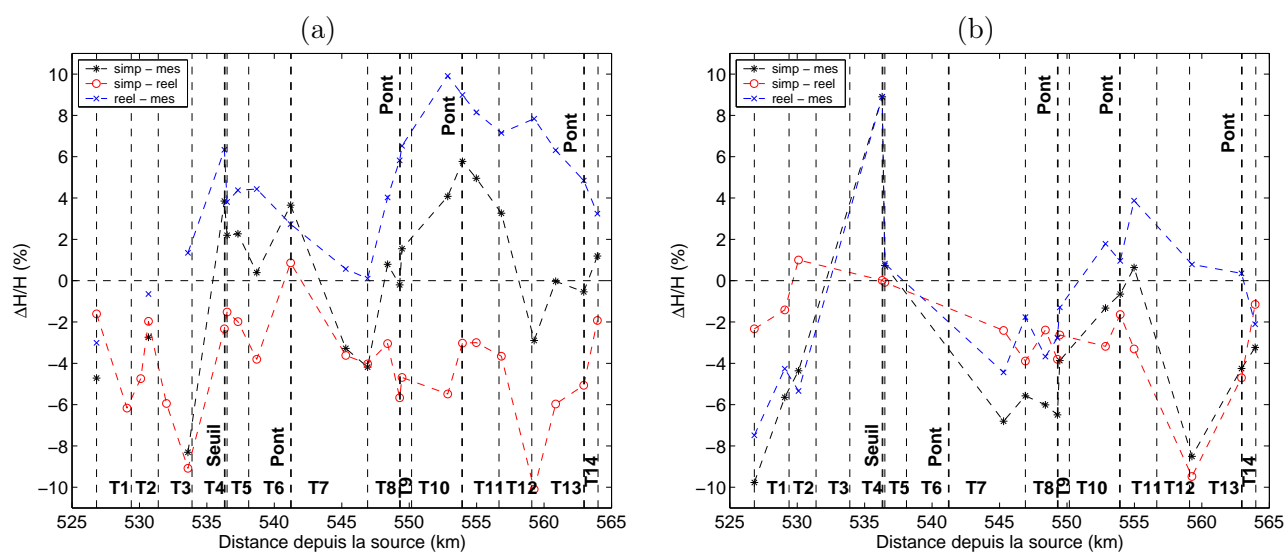 (a)
simp − mes
simp − reel
reel − mes
ΔH/H (%)
10
8
6
4
2
0
−2
−4
−6
−8
−10
Pont
Pont
Pont
Seuil
Pont
T1 T2 T3 T4 T5 T6 T7 T8 T9 T10 T11 T12 T13 T14
525 530 535 540 545 550 555 560 565
Distance depuis la source (km)
(b)
simp − mes
simp − reel
reel − mes
ΔH/H (%)
10
8
6
4
2
0
−2
−4
−6
−8
−10
Pont
Pont
Pont
Seuil
Pont
T1 T2 T3 T4 T5 T6 T7 T8 T9 T10 T11 T12 T13 T14
525 530 535 540 545 550 555 560 565
Distance depuis la source (km)